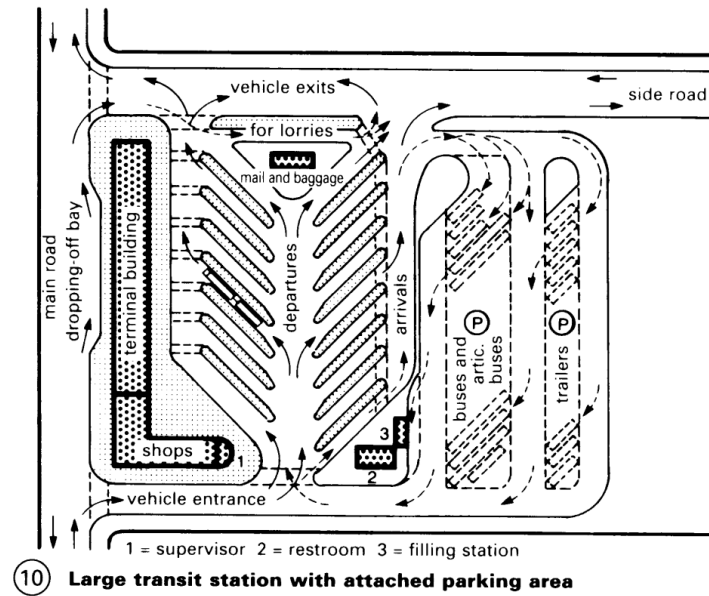 vehicle exits
side road
for lorries
mail and baggage
main road
dropping-off bay
terminal building
departures
arrivals
P
buses and
artic.
buses
P
trailers
shops
1
3
2
vehicle entrance
1 = supervisor 2 = restroom 3 = filling station
10 Large transit station with attached parking area